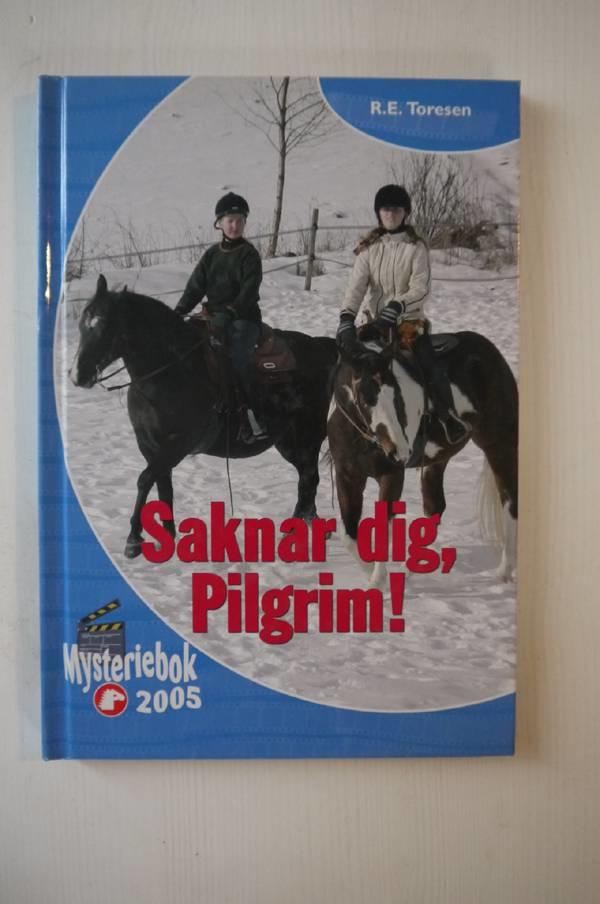 R.E. Toresen
Saknar dig,
Pilgrim!
Mysteriebok
2005